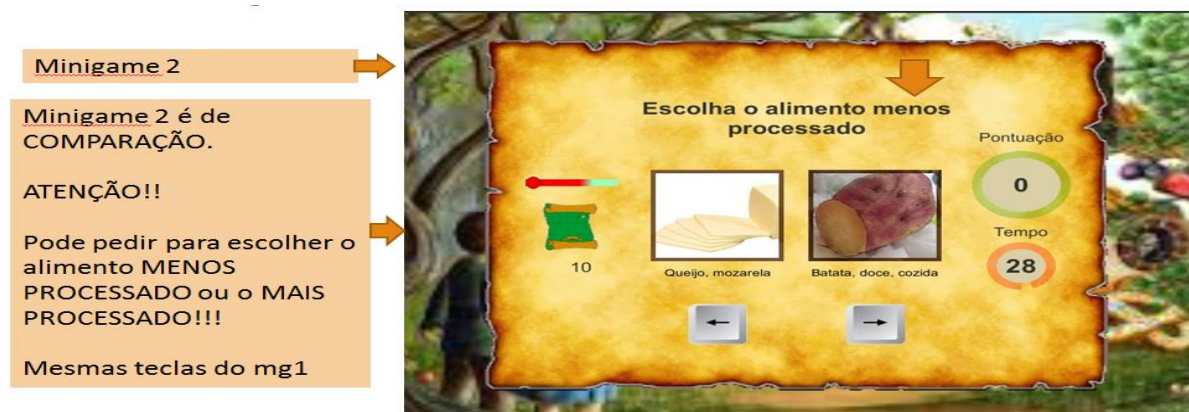 Minigame 2
Minigame 2 é de
COMPARAÇÃO.
ATENÇÃO!!
Pode pedir para escolher o
alimento MENOS
PROCESSADO ou o MAIS
PROCESSADO!!!
Mesmas teclas do mg1
Escolha o alimento menos
processado
Pontuação
0
Tempo
28
10
Queijo, mozarela
Batata, doce, cozida